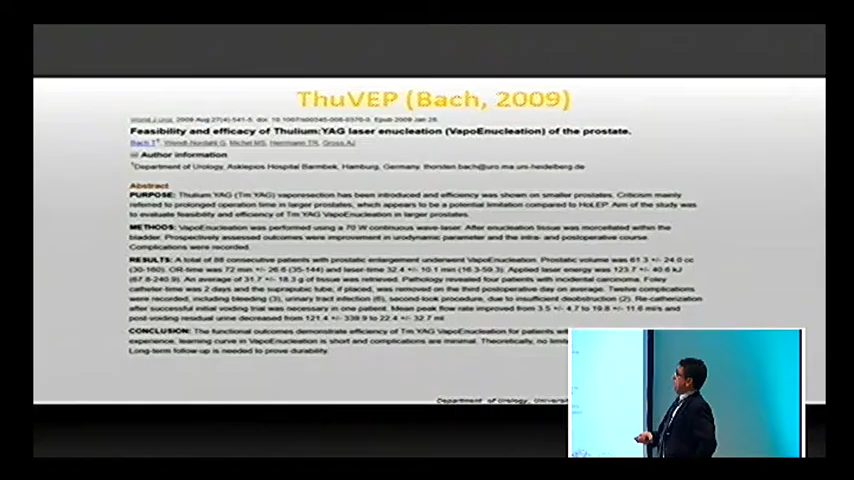 ThuVEP (Bach, 2009)
World J Urol. 2009 Aug;27(4):541-5. doi: 10.1007/s00345-008-0370-0. Epub 2009 Jan 28.
Feasibility and efficacy of Thulium:YAG laser enucleation (VapoEnucleation) of the prostate.
Bach T¹, Wendt-Nordahl G, Michel MS, Herrmann TR, Gross AJ
Author information
¹Department of Urology, Asklepios Hospital Barmbek, Hamburg, Germany. thorsten.bach@uro.ma.uni-heidelberg.de
Abstract
PURPOSE: Thulium:YAG (Tm:YAG) vaporesection has been introduced and efficiency was shown on smaller prostates. Criticism mainly
referred to prolonged operation time in larger prostates, which appears to be a potential limitation compared to HoLEP. Aim of the study was
to evaluate feasibility and efficacy of Tm:YAG VapoEnucleation in larger prostates.
METHODS: VapoEnucleation was performed using a 70 W continuous wave-laser. After enucleation tissue was morcellated within the
bladder. Prospectively assessed outcomes were improvement in urodynamic parameter and the intra- and postoperative course.
Complications were recorded.
RESULTS: A total of 88 consecutive patients with prostatic enlargement underwent VapoEnucleation. Prostatic volume was 61.3 +/- 24.0 cc
(30-160). OR-time was 72 min +/- 26.6 (35-144) and laser-time 32.4 +/- 10.1 min (16.3-59.3). Applied laser energy was 123.7 +/- 40.6 kJ
(67.8-240.9). An average of 31.7 +/- 18.3 g of tissue was retrieved. Pathology revealed four patients with incidental carcinoma. Foley
catheter-time was 2 days and the suprapubic tube, if placed, was removed on the third postoperative day on average. Twelve complications
were recorded, including bleeding (3), urinary tract infection (6), second-look procedure, due to insufficient deobstruction (2). Re-catherization
after successful initial voiding trial was necessary in one patient. Mean peak flow rate improved from 3.5 +/- 4.7 to 19.8 +/- 11.6 ml/s and
post-voiding residual urine decreased from 121.4 +/- 339.9 to 22.4 +/- 32.7 ml
CONCLUSION: The functional outcomes demonstrate efficiency of Tm:YAG VapoEnucleation for patients
experience, learning curve in VapoEnucleation is short and complications are minimal. Theoretically, no
Long-term follow-up is needed to prove durability.
Department of Urology,